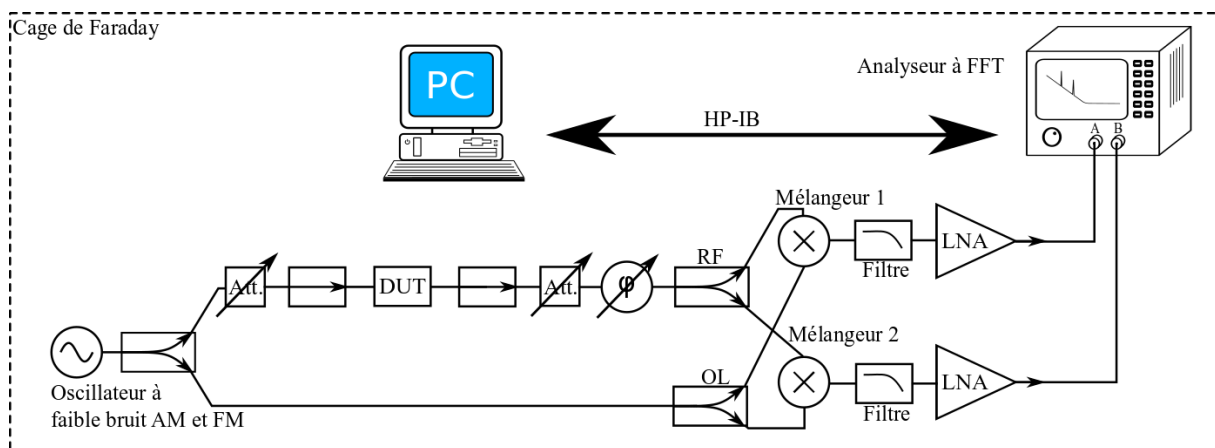 Cage de Faraday
PC
HP-IB
Analyseur à FFT
A
B
Mélangeur 1
LNA
Filtre
RF
Att.
DUT
Att.
φ
Oscillateur à
faible bruit AM et FM
OL
Mélangeur 2
LNA
Filtre